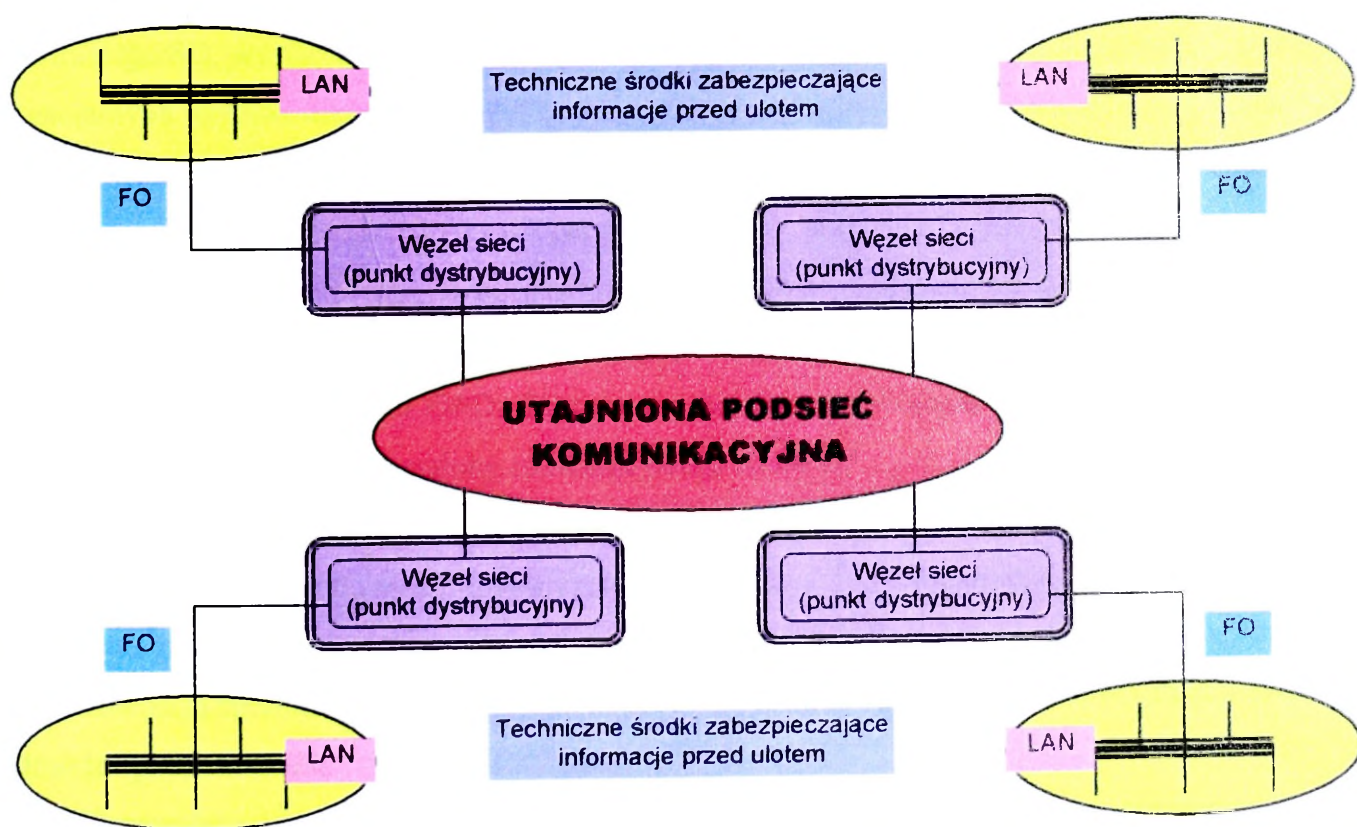 LAN
Techniczne środki zabezpieczające
informacje przed ulotem
LAN
FO
FO
Węzeł sieci
(punkt dystrybucyjny)
Węzeł sieci
(punkt dystrybucyjny)
UTAJNIONA PODSIEĆ
KOMUNIKACYJNA
Węzeł sieci
(punkt dystrybucyjny)
Węzeł sieci
(punkt dystrybucyjny)
FO
FO
LAN
Techniczne środki zabezpieczające
informacje przed ulotem
LAN